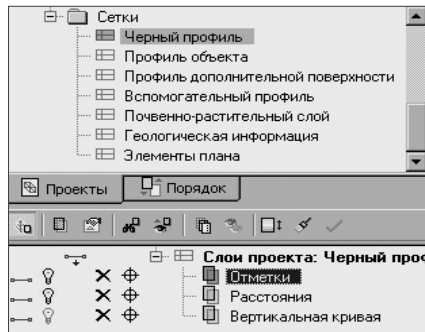 Сетки
Черный профиль
Профиль объекта
Профиль дополнительной поверхности
Вспомогательный профиль
Почвенно-растительный слой
Геологическая информация
Элементы плана
Проекты Порядок
Слои проекта: Черный проф
Отметки
Расстояния
Вертикальная кривая